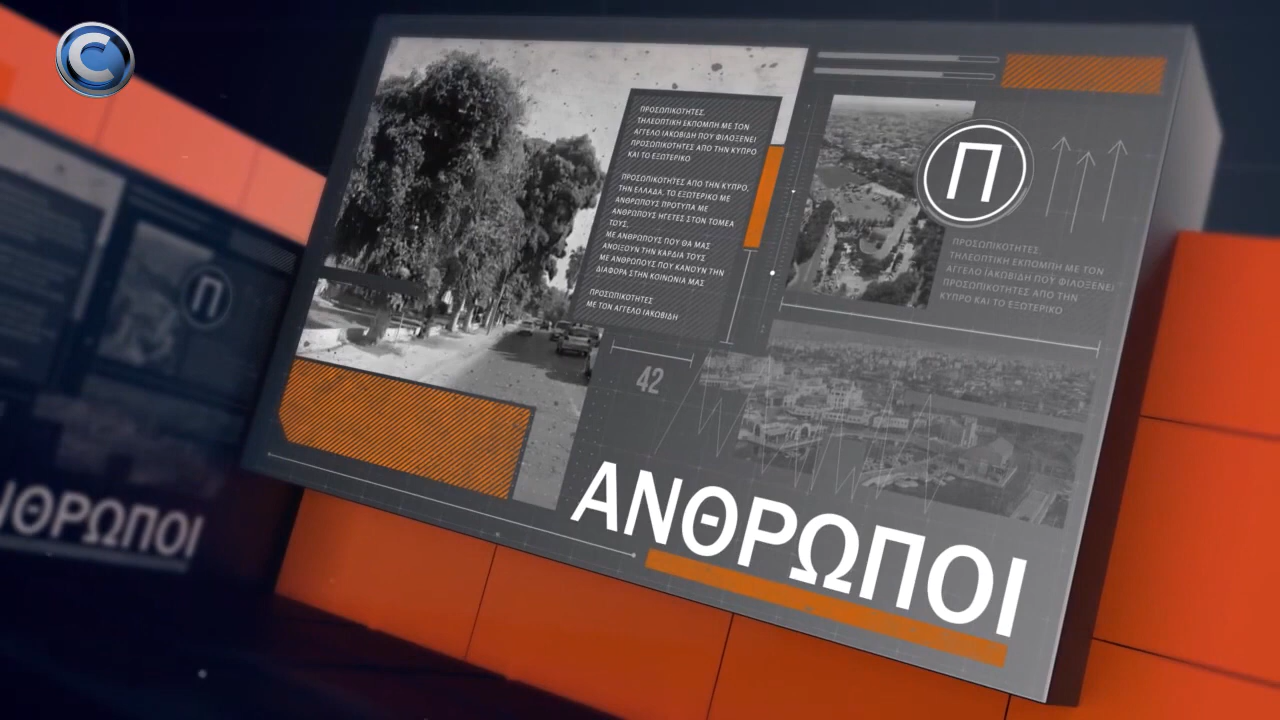 C
ΠΡΟΣΩΠΙΚΟΤΗΤΕΣ.
ΤΗΛΕΟΠΤΙΚΗ ΕΚΠΟΜΠΗ ΜΕ ΤΟΝ
ΑΓΓΕΛΟ ΙΑΚΩΒΙΔΗ ΠΟΥ ΦΙΛΟΞΕΝΕΙ
ΠΡΟΣΩΠΙΚΟΤΗΤΕΣ ΑΠΟ ΤΗΝ ΚΥΠΡΟ
ΚΑΙ ΤΟ ΕΞΩΤΕΡΙΚΟ
ΠΡΟΣΩΠΙΚΟΤΗΤΕΣ ΑΠΟ ΤΗΝ ΚΥΠΡΟ,
ΤΗΝ ΕΛΛΑΔΑ, ΤΟ ΕΞΩΤΕΡΙΚΟ ΜΕ
ΑΝΘΡΩΠΟΥΣ ΠΡΟΤΥΠΑ ΜΕ
ΑΝΘΡΩΠΟΥΣ ΗΓΕΤΕΣ ΣΤΟΝ ΤΟΜΕΑ
ΤΟΥΣ.
ΜΕ ΑΝΘΡΩΠΟΥΣ ΠΟΥ ΘΑ ΜΑΣ
ΑΝΟΙΞΟΥΝ ΤΗΝ ΚΑΡΔΙΑ ΤΟΥΣ
ΜΕ ΑΝΘΡΩΠΟΥΣ ΠΟΥ ΚΑΝΟΥΝ ΤΗΝ
ΔΙΑΦΟΡΑ ΣΤΗΝ ΚΟΙΝΩΝΙΑ ΜΑΣ
ΠΡΟΣΩΠΙΚΟΤΗΤΕΣ
ΜΕ ΤΟΝ ΑΓΓΕΛΟ ΙΑΚΩΒΙΔΗ
Π
ΠΡΟΣΩΠΙΚΟΤΗΤΕΣ.
ΤΗΛΕΟΠΤΙΚΗ ΕΚΠΟΜΠΗ ΜΕ ΤΟΝ
ΑΓΓΕΛΟ ΙΑΚΩΒΙΔΗ ΠΟΥ ΦΙΛΟΞΕΝΕΙ
ΠΡΟΣΩΠΙΚΟΤΗΤΕΣ ΑΠΟ ΤΗΝ
ΚΥΠΡΟ ΚΑΙ ΤΟ ΕΞΩΤΕΡΙΚΟ
42
ΑΝΘΡΩΠΟΙ
Π
ΝΘΡΩΠΟΙ